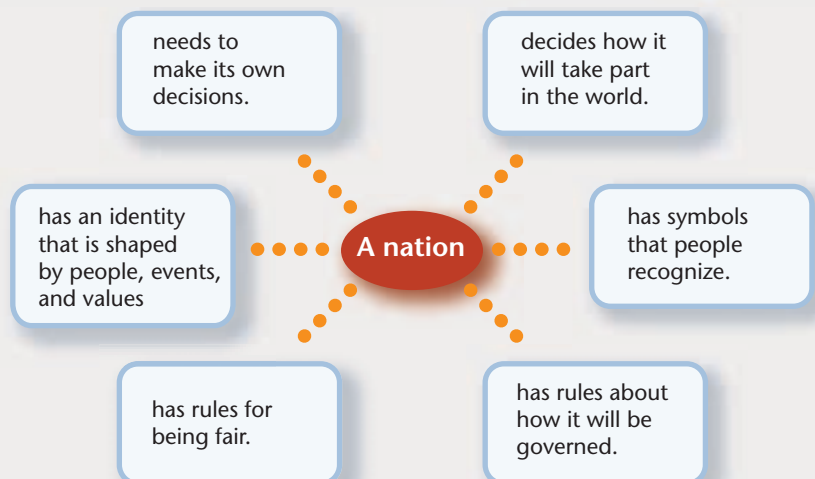 needs to
make its own
decisions.
decides how it
will take part
in the world.
has an identity
that is shaped
by people, events,
and values
A nation
has symbols
that people
recognize.
has rules for
being fair.
has rules about
how it will be
governed.